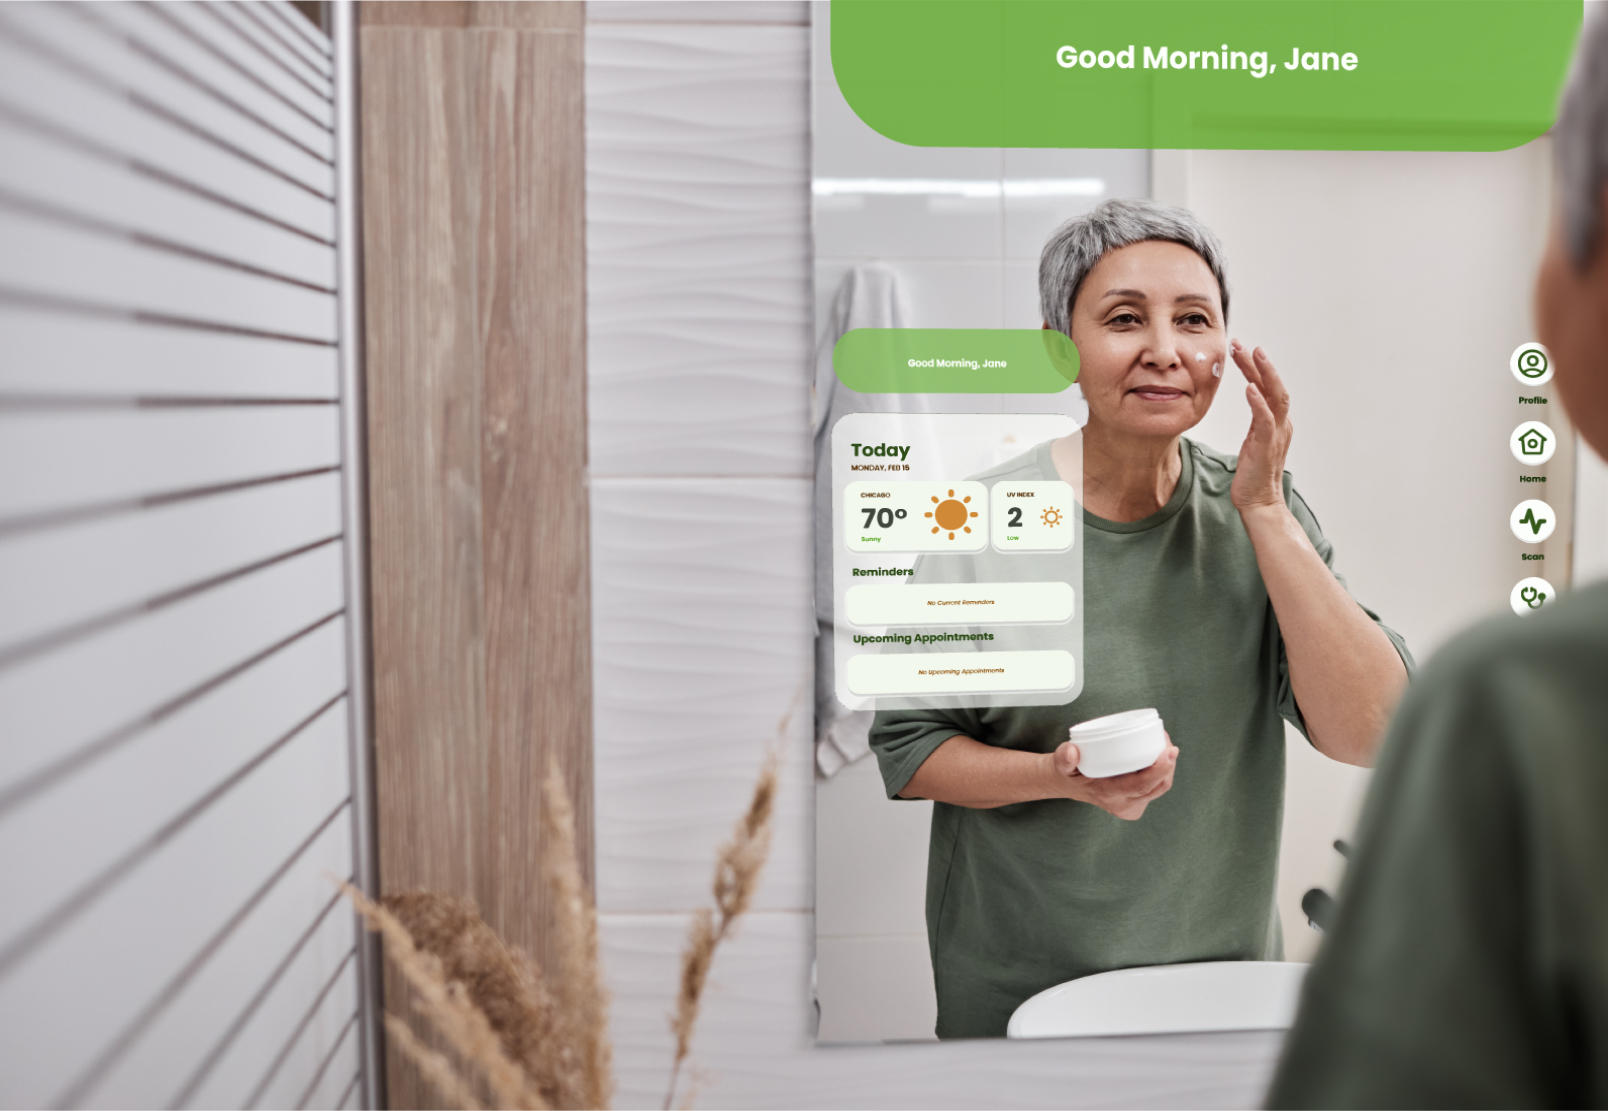 Good Morning, Jane
Good Morning, Jane
Today
MONDAY, FEB 15
CHICAGO
70°
Sunny
UV INDEX
2
Low
Reminders
No Current Reminders
Upcoming Appointments
No Upcoming Appointments
Profile
Home
Scan